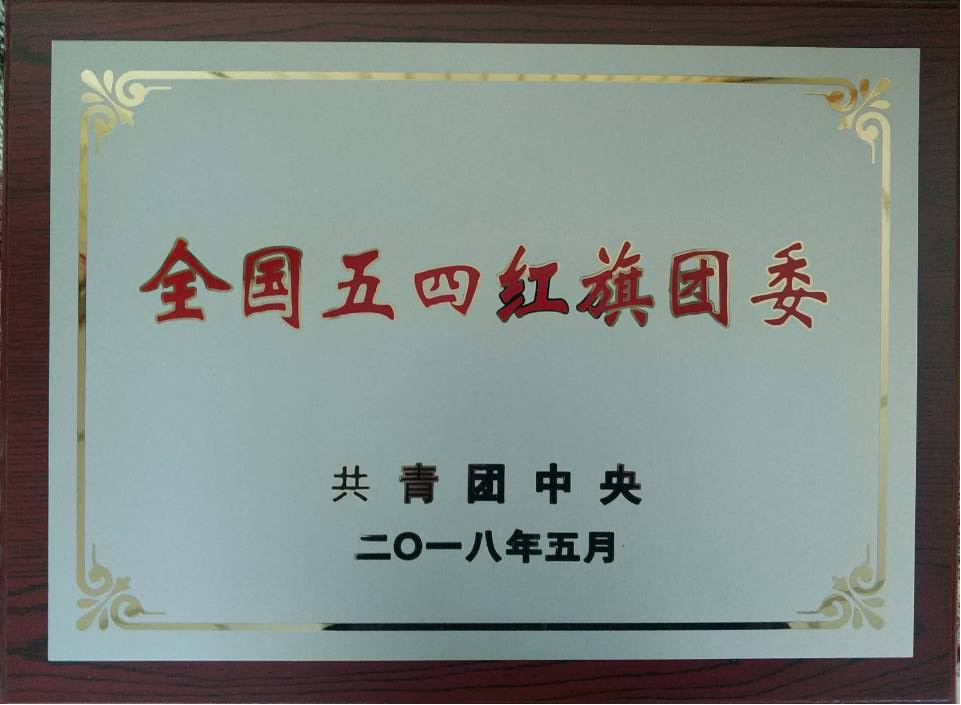 全国五四红旗团委
共青团中央
二〇一八年五月